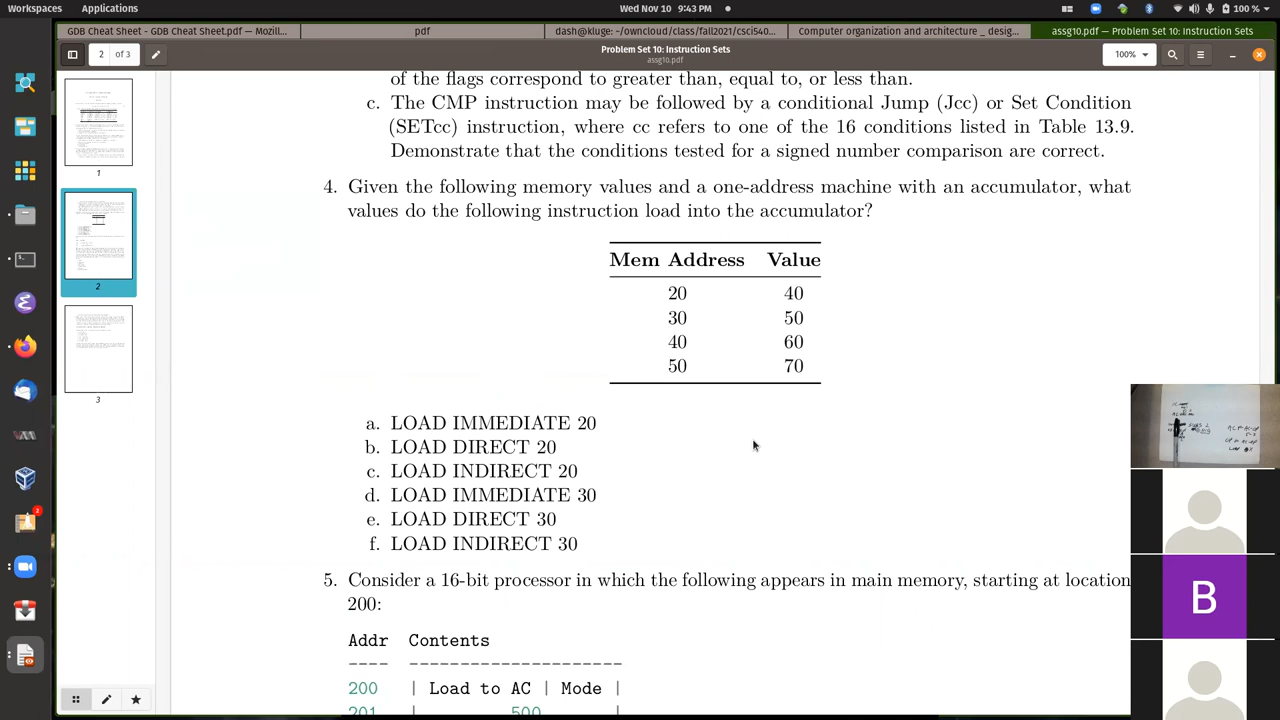 Workspaces Applications Wed Nov 10 9:43 PM 100 %
GDB Cheat Sheet - GDB Cheat Sheet.pdf — Mozill... pdf dash@kluge: ~/owncloud/class/fall2021/csci540... computer organization and architecture _ desig... assg10.pdf — Problem Set 10: Instruction Sets
2 of 3 Problem Set 10: Instruction Sets 100%
assg10.pdf
of the flags correspond to greater than, equal to, or less than.
c. The CMP instruction may be followed by a conditional Jump (Jcc) or Set Condition
(SETcc) instruction, where cc refers to one of the 16 conditions listed in Table 13.9.
Demonstrate that the conditions tested for a signed number comparison are correct.
4. Given the following memory values and a one-address machine with an accumulator, what
values do the following instruction load into the accumulator?
Mem Address Value
20 40
30 50
40 60
50 70
a. LOAD IMMEDIATE 20
b. LOAD DIRECT 20
c. LOAD INDIRECT 20
d. LOAD IMMEDIATE 30
e. LOAD DIRECT 30
f. LOAD INDIRECT 30
5. Consider a 16-bit processor in which the following appears in main memory, starting at location
200:
Addr Contents
---- ---------------------
200 | Load to AC | Mode |
201 | 500 |
1
2
3
2
B